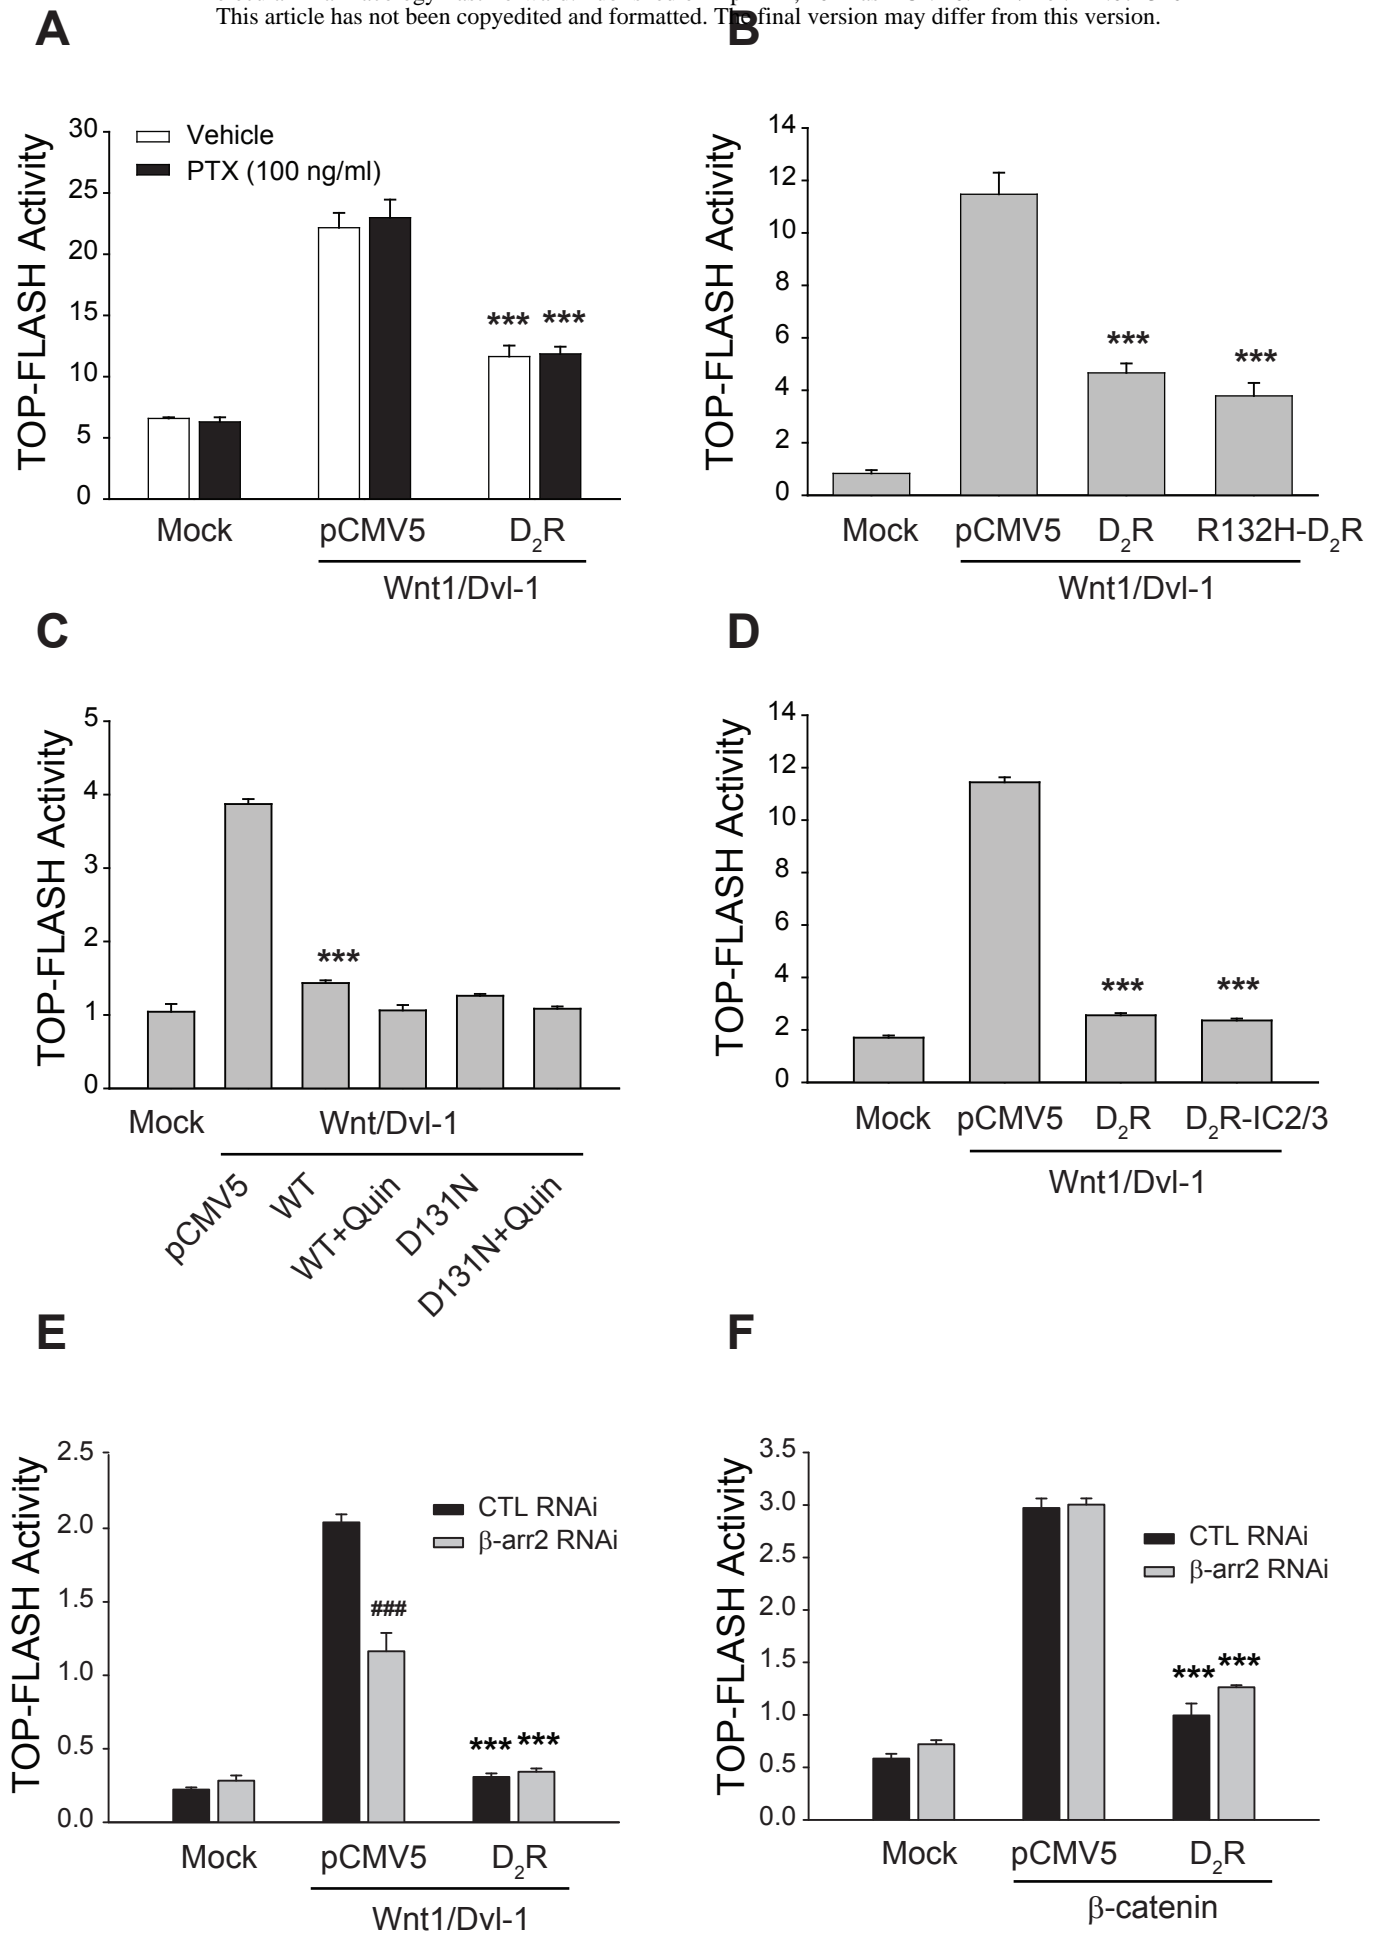 This article has not been copyedited and formatted. The final version may differ from this version.
A
TOP-FLASH Activity
30
25
20
15
10
5
0
Vehicle
PTX (100 ng/ml)
*** ***
Mock pCMV5 D2R
Wnt1/Dvl-1
B
TOP-FLASH Activity
14
12
10
8
6
4
2
0
***
***
Mock pCMV5 D2R R132H-D2R
Wnt1/Dvl-1
C
TOP-FLASH Activity
5
4
3
2
1
0
***
Mock Wnt/Dvl-1
pCMV5
WT
WT+Quin
D131N
D131N+Quin
D
TOP-FLASH Activity
14
12
10
8
6
4
2
0
*** ***
Mock pCMV5 D2R D2R-IC2/3
Wnt1/Dvl-1
E
TOP-FLASH Activity
2.5
2.0
1.5
1.0
0.5
0.0
CTL RNAi
β-arr2 RNAi
###
*** ***
Mock pCMV5 D2R
Wnt1/Dvl-1
F
TOP-FLASH Activity
3.5
3.0
2.5
2.0
1.5
1.0
0.5
0.0
CTL RNAi
β-arr2 RNAi
*** ***
Mock pCMV5 D2R
β-catenin